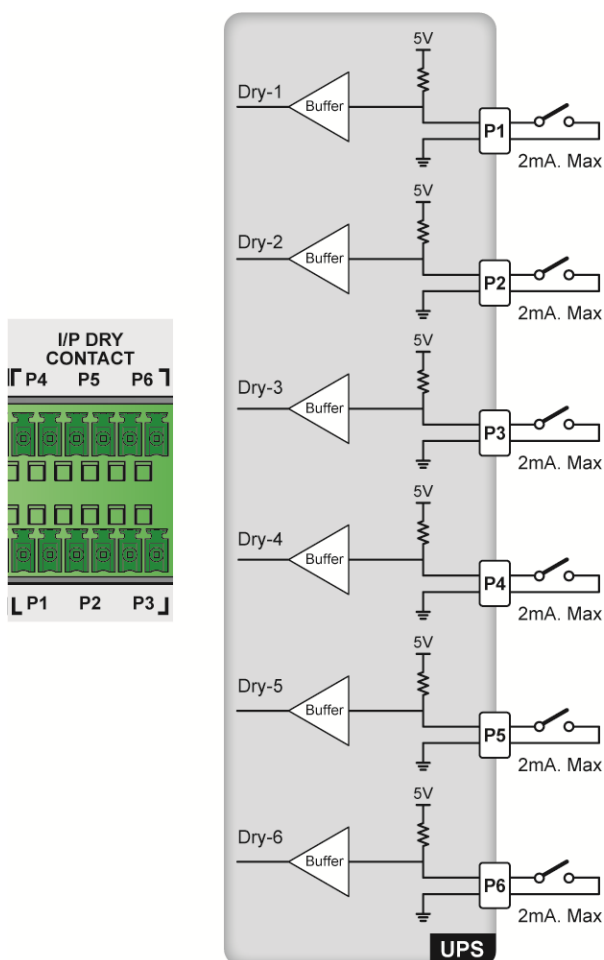 I/P DRY
CONTACT
P4 P5 P6
P1 P2 P3
5V
Dry-1
Buffer
P1
2mA. Max
5V
Dry-2
Buffer
P2
2mA. Max
5V
Dry-3
Buffer
P3
2mA. Max
5V
Dry-4
Buffer
P4
2mA. Max
5V
Dry-5
Buffer
P5
2mA. Max
5V
Dry-6
Buffer
P6
2mA. Max
UPS